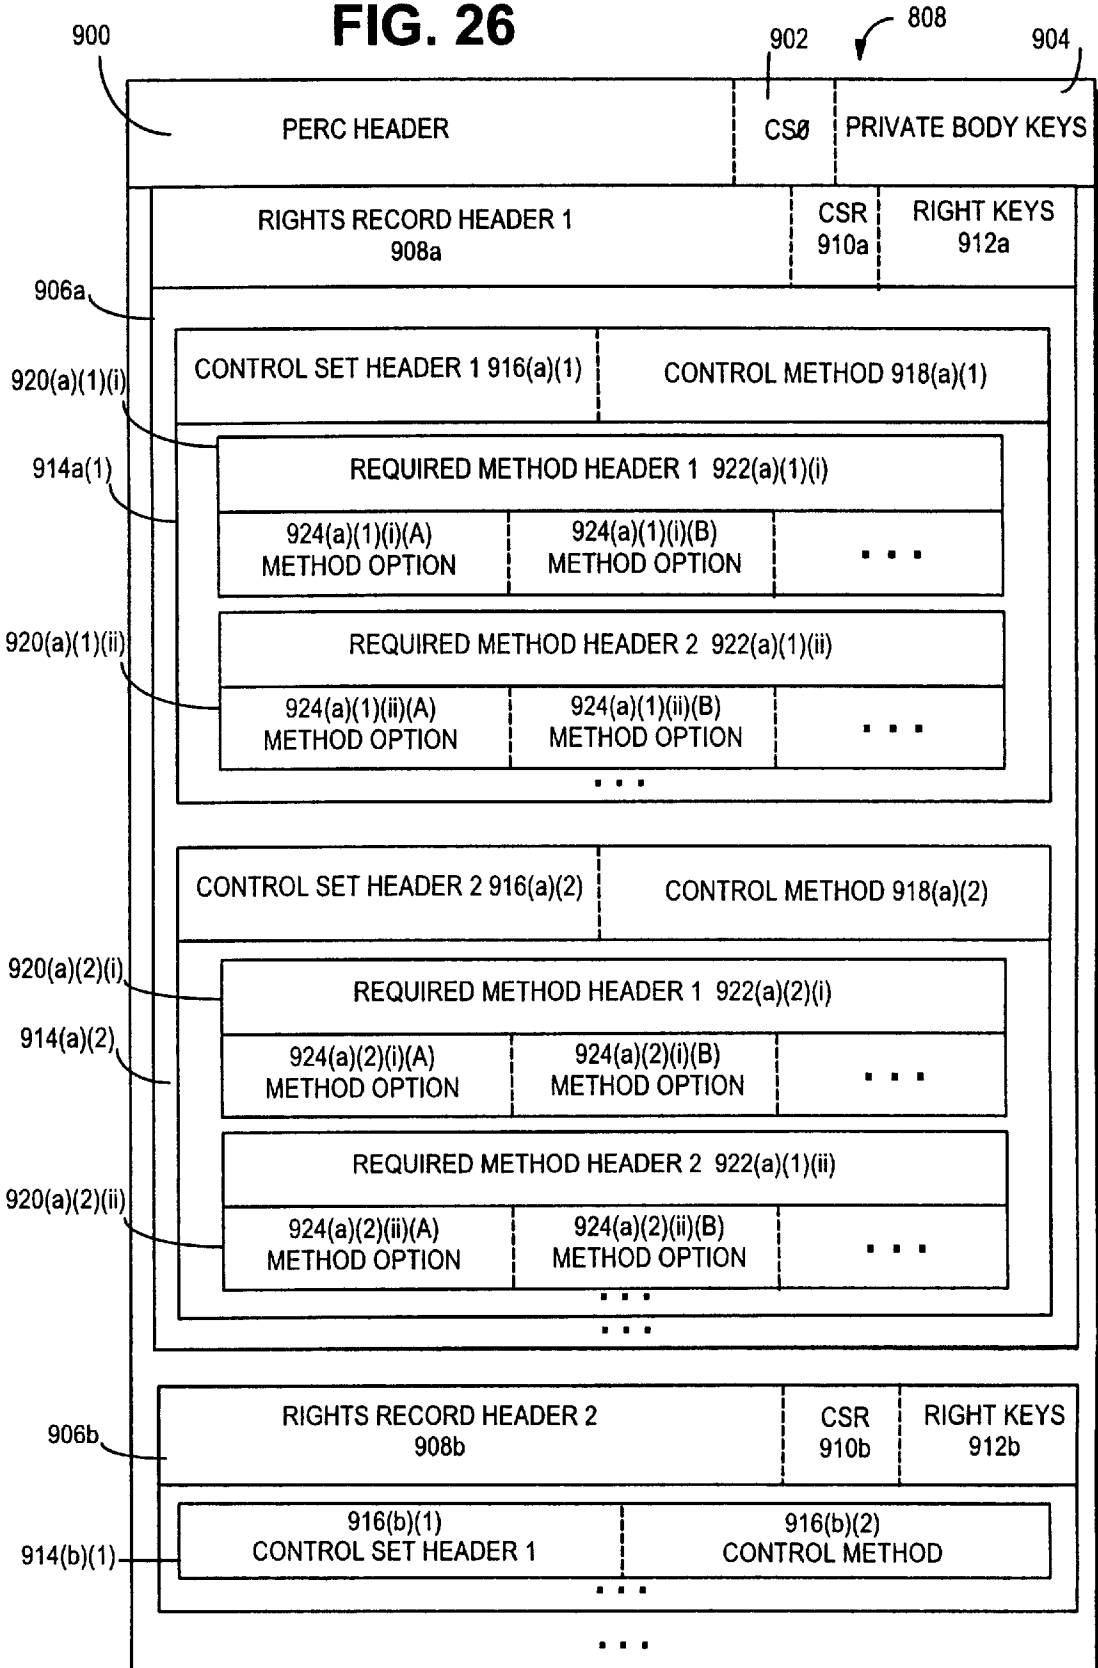 FIG. 26
808
900
902
904
PERC HEADER
CSØ
PRIVATE BODY KEYS
RIGHTS RECORD HEADER 1
908a
CSR
910a
RIGHT KEYS
912a
906a
CONTROL SET HEADER 1 916(a)(1)
CONTROL METHOD 918(a)(1)
920(a)(1)(i)
914a(1)
REQUIRED METHOD HEADER 1 922(a)(1)(i)
924(a)(1)(i)(A)
METHOD OPTION
924(a)(1)(i)(B)
METHOD OPTION
...
920(a)(1)(ii)
REQUIRED METHOD HEADER 2 922(a)(1)(ii)
924(a)(1)(ii)(A)
METHOD OPTION
924(a)(1)(ii)(B)
METHOD OPTION
...
...
CONTROL SET HEADER 2 916(a)(2)
CONTROL METHOD 918(a)(2)
920(a)(2)(i)
914(a)(2)
REQUIRED METHOD HEADER 1 922(a)(2)(i)
924(a)(2)(i)(A)
METHOD OPTION
924(a)(2)(i)(B)
METHOD OPTION
...
920(a)(2)(ii)
REQUIRED METHOD HEADER 2 922(a)(1)(ii)
924(a)(2)(ii)(A)
METHOD OPTION
924(a)(2)(ii)(B)
METHOD OPTION
...
...
...
906b
RIGHTS RECORD HEADER 2
908b
CSR
910b
RIGHT KEYS
912b
914(b)(1)
916(b)(1)
CONTROL SET HEADER 1
916(b)(2)
CONTROL METHOD
...
...